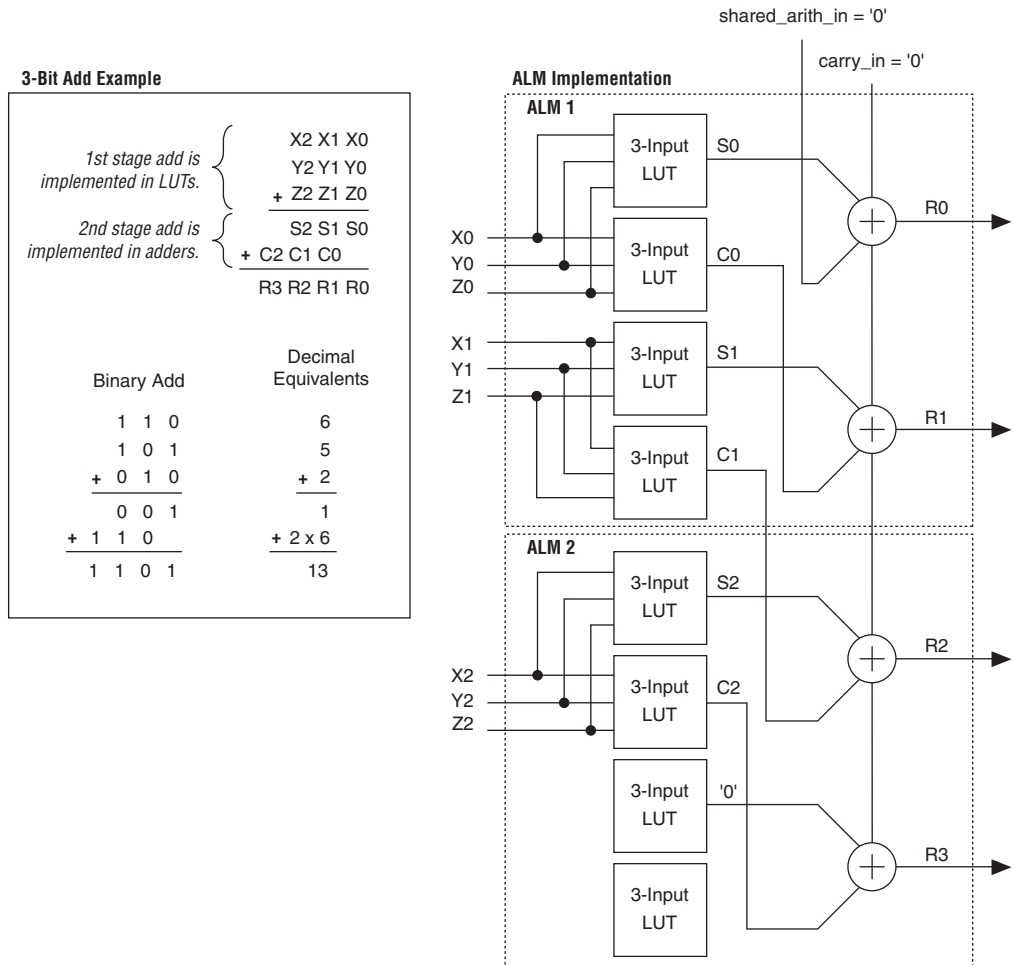 shared_arith_in = '0'
carry_in = '0'
3-Bit Add Example
1st stage add is
implemented in LUTs.
X2 X1 X0
Y2 Y1 Y0
+ Z2 Z1 Z0
2nd stage add is
implemented in adders.
S2 S1 S0
+ C2 C1 C0
R3 R2 R1 R0
Binary Add
1 1 0
1 0 1
+ 0 1 0
0 0 1
+ 1 1 0
1 1 0 1
Decimal
Equivalents
6
5
+ 2
1
+ 2 x 6
13
ALM Implementation
ALM 1
3-Input
LUT
S0
R0
X0
Y0
Z0
3-Input
LUT
C0
X1
Y1
Z1
3-Input
LUT
S1
R1
3-Input
LUT
C1
ALM 2
3-Input
LUT
S2
R2
X2
Y2
Z2
3-Input
LUT
C2
3-Input
LUT
'0'
R3
3-Input
LUT